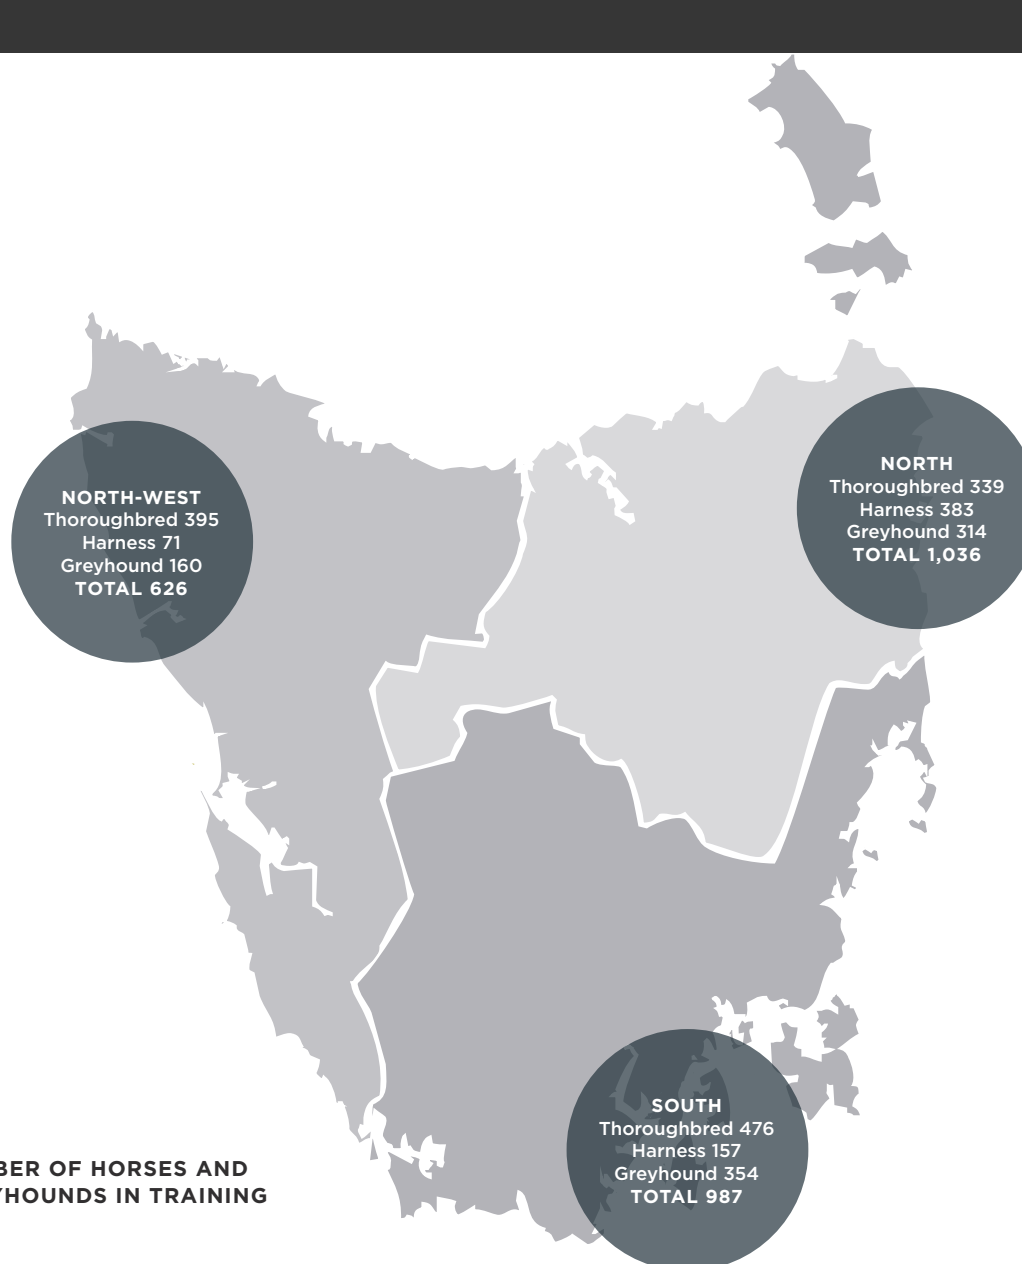 NORTH
Thoroughbred 339
Harness 383
Greyhound 314
TOTAL 1,036
NORTH-WEST
Thoroughbred 395
Harness 71
Greyhound 160
TOTAL 626
SOUTH
Thoroughbred 476
Harness 157
Greyhound 354
TOTAL 987
BER OF HORSES AND
YHOUNDS IN TRAINING